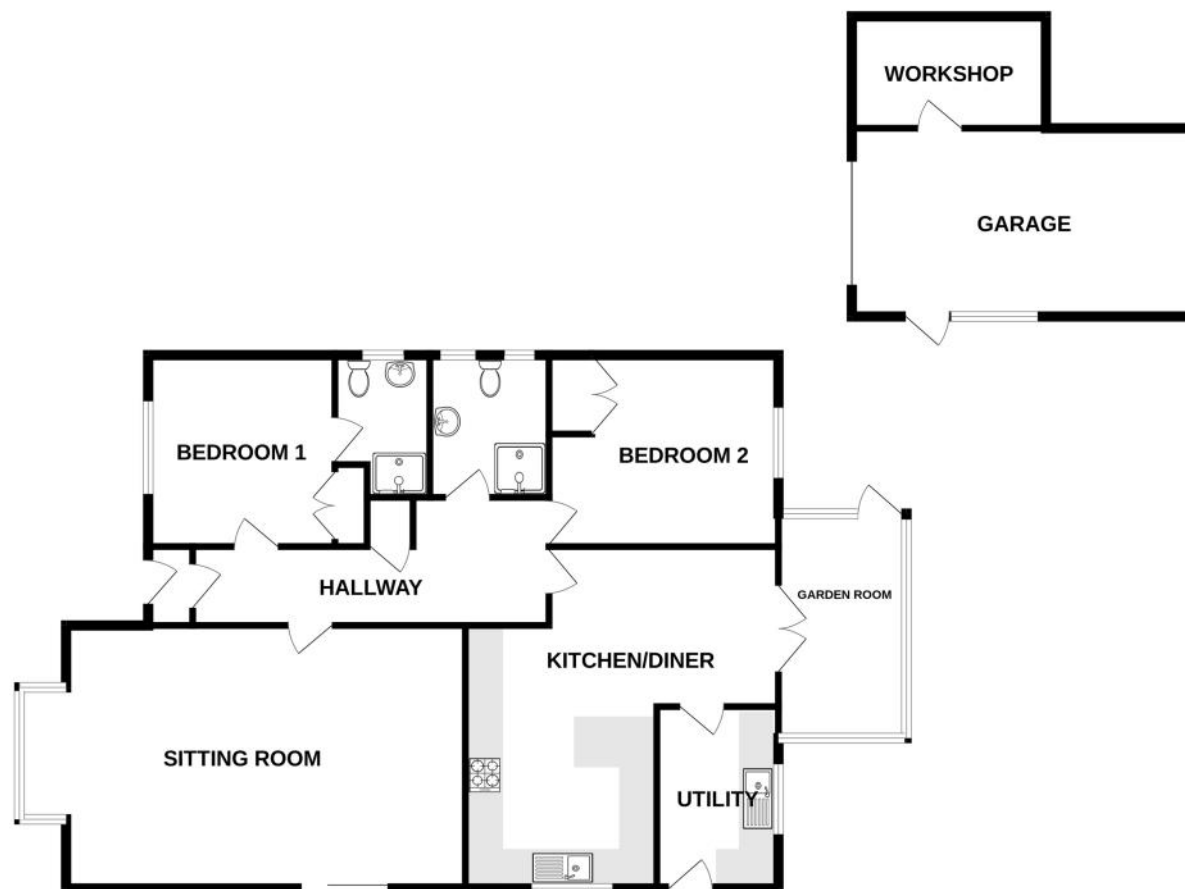 WORKSHOP
GARAGE
BEDROOM 1
BEDROOM 2
HALLWAY
GARDEN ROOM
KITCHEN/DINER
SITTING ROOM
UTILITY